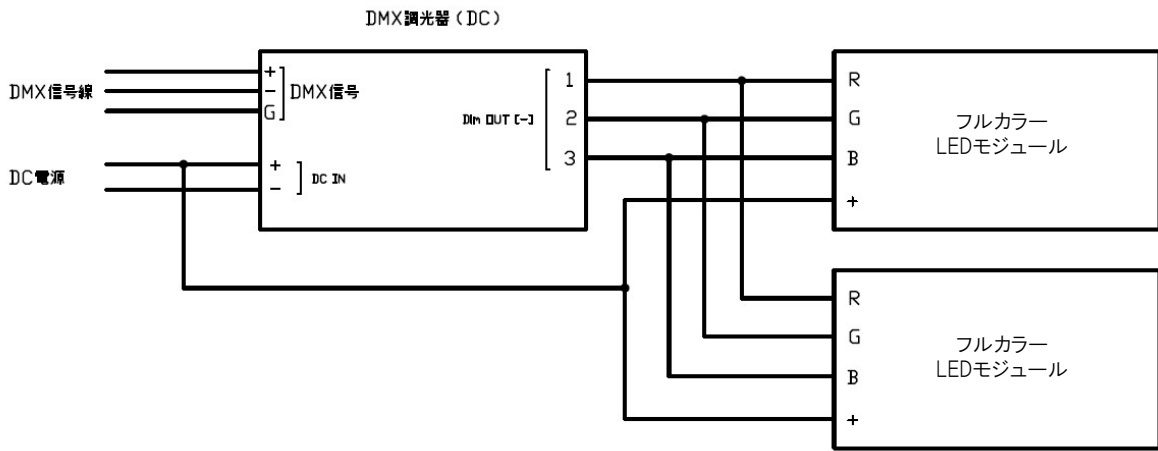 DMX調光器(DC)
DMX信号線
+
-
G
DMX信号
DC電源
+
-
DC IN
Dim OUT [-]
1
2
3
R
G
B
+
フルカラー
LEDモジュール
R
G
B
+
フルカラー
LEDモジュール